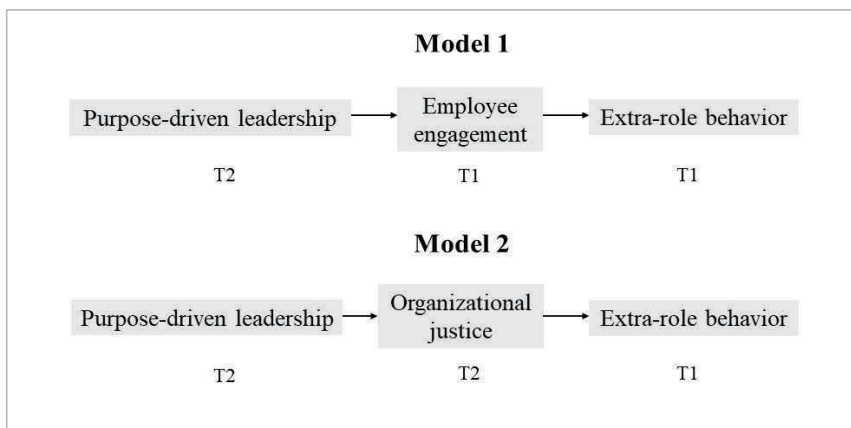 Model 1
Purpose-driven leadership
Employee
engagement
Extra-role behavior
T2
T1
T1
Model 2
Purpose-driven leadership
Organizational
justice
Extra-role behavior
T2
T2
T1